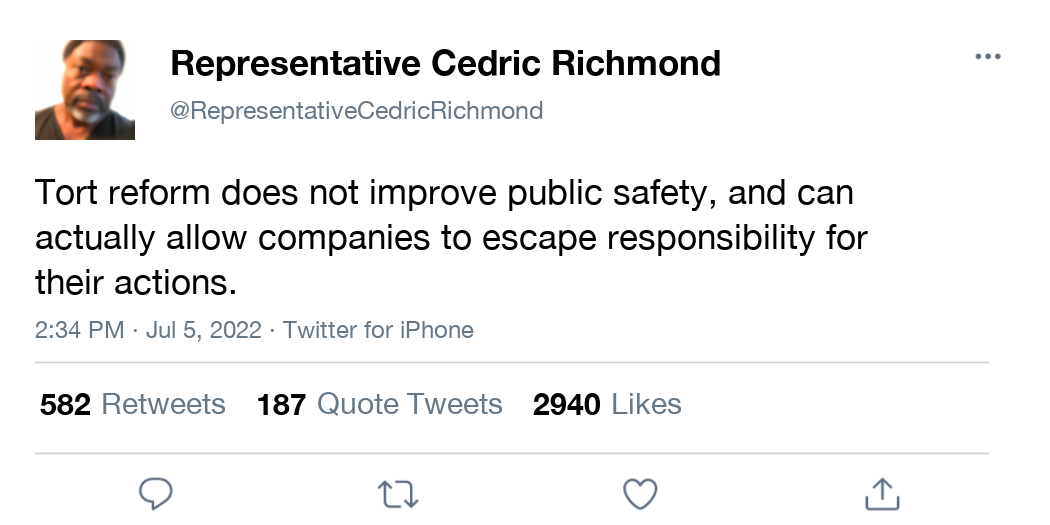 Representative Cedric Richmond
@RepresentativeCedricRichmond
Tort reform does not improve public safety, and can
actually allow companies to escape responsibility for
their actions.
2:34 PM · Jul 5, 2022 · Twitter for iPhone
582 Retweets 187 Quote Tweets 2940 Likes